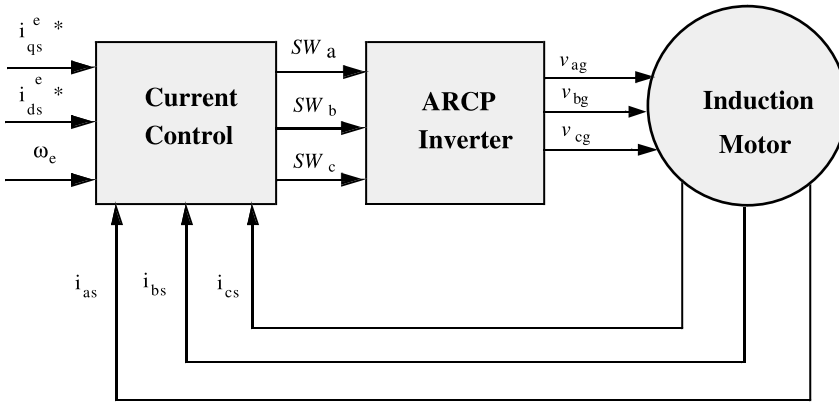 i_qs^e *
i_ds^e *
ω_e
Current
Control
SW a
SW b
SW c
ARCP
Inverter
v_ag
v_bg
v_cg
Induction
Motor
i_as
i_bs
i_cs